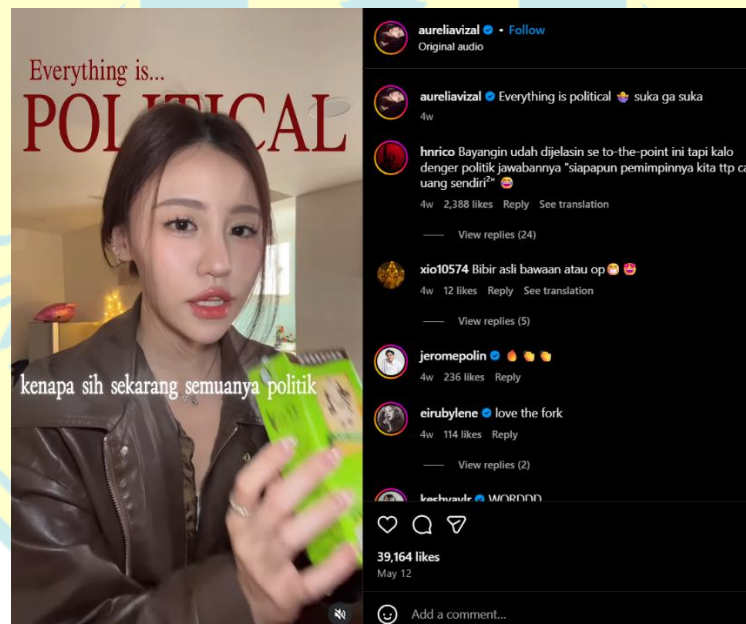 Everything is...
POLITICAL
kenapa sih sekarang semuanya politik
aureliavizal • Follow
Original audio
aureliavizal Everything is political 🤷‍♀️ suka ga suka
4w
hnrico Bayangin udah dijelasin se to-the-point ini tapi kalo
denger politik jawabannya "siapapun pemimpinnya kita ttp ca
uang sendiri²" 😄
4w 2,388 likes Reply See translation
View replies (24)
xio10574 Bibir asli bawaan atau op😁 🤩
4w 12 likes Reply See translation
View replies (5)
jeromepolin 🔥 👏 👏
4w 236 likes Reply
eirubylene love the fork
4w 114 likes Reply
View replies (2)
keshyavlr WORDDD
39,164 likes
May 12
Add a comment...